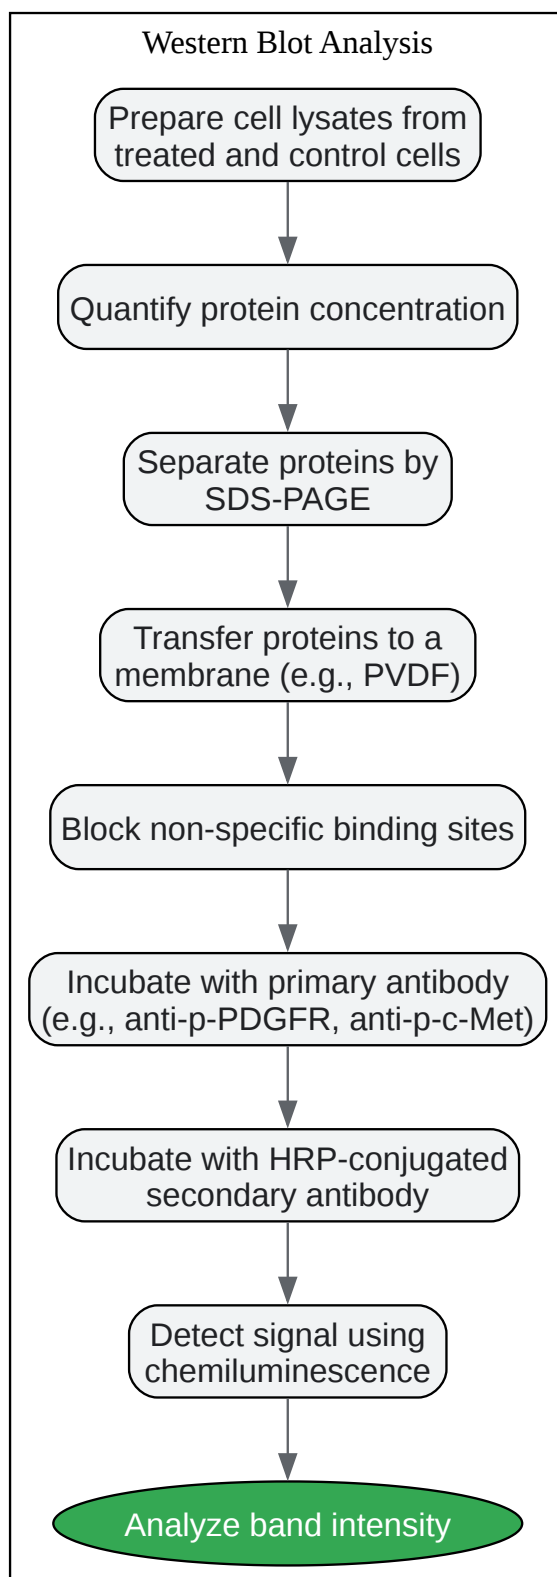 Western Blot Analysis
Prepare cell lysates from
treated and control cells
Quantify protein concentration
Separate proteins by
SDS-PAGE
Transfer proteins to a
membrane (e.g., PVDF)
Block non-specific binding sites
Incubate with primary antibody
(e.g., anti-p-PDGFR, anti-p-c-Met)
Incubate with HRP-conjugated
secondary antibody
Detect signal using
chemiluminescence
Analyze band intensity